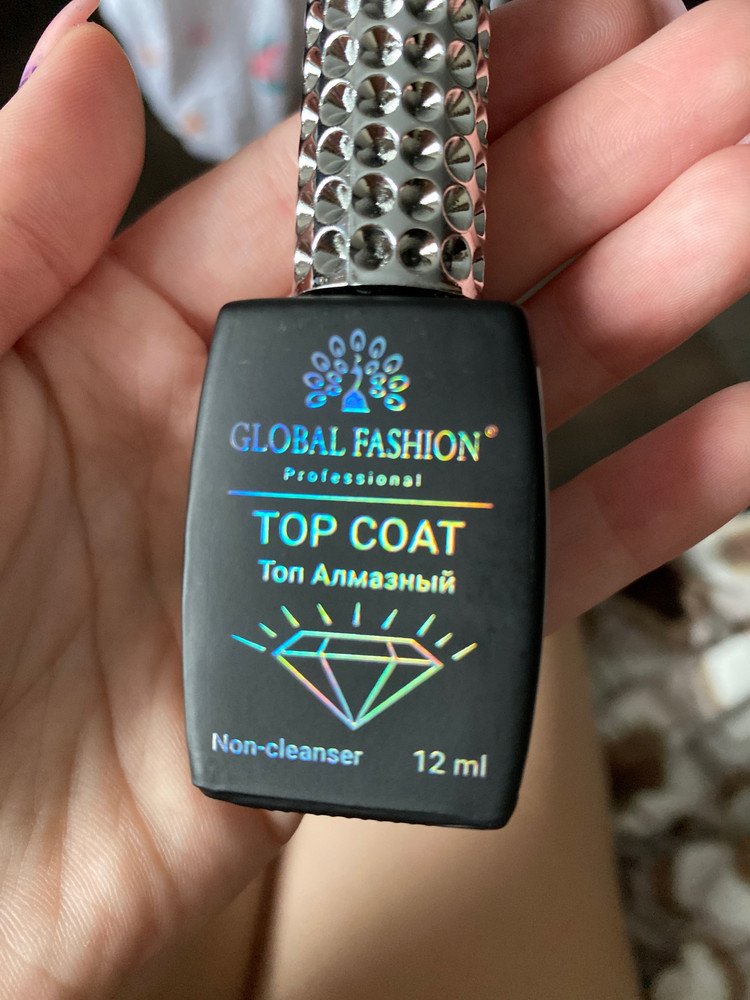 GLOBAL FASHION®
Professional
TOP COAT
Топ Алмазный
Non-cleanser
12 ml